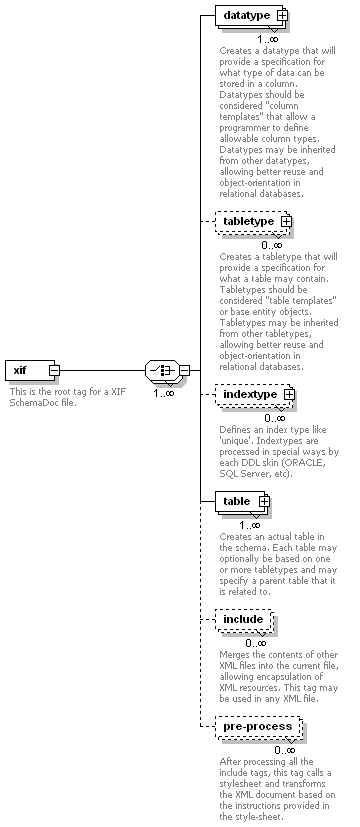 datatype
1..∞
Creates a datatype that will
provide a specification for
what type of data can be
stored in a column.
Datatypes should be
considered "column
templates" that allow a
programmer to define
allowable column types.
Datatypes may be inherited
from other datatypes,
allowing better reuse and
object-orientation in
relational databases.
tabletype
0..∞
Creates a tabletype that will
provide a specification for
what a table may contain.
Tabletypes should be
considered "table templates"
or base entity objects.
Tabletypes may be inherited
from other tabletypes,
allowing better reuse and
object-orientation in
relational databases.
xif
This is the root tag for a XIF
SchemaDoc file.
1..∞
indextype
0..∞
Defines an index type like
'unique'. Indextypes are
processed in special ways by
each DDL skin (ORACLE,
SQL Server, etc).
table
1..∞
Creates an actual table in
the schema. Each table may
optionally be based on one
or more tabletypes and may
specify a parent table that it
is related to.
include
0..∞
Merges the contents of other
XML files into the current file,
allowing encapsulation of
XML resources. This tag may
be used in any XML file.
pre-process
0..∞
After processing all the
include tags, this tag calls a
stylesheet and transforms
the XML document based on
the instructions provided in
the style-sheet.